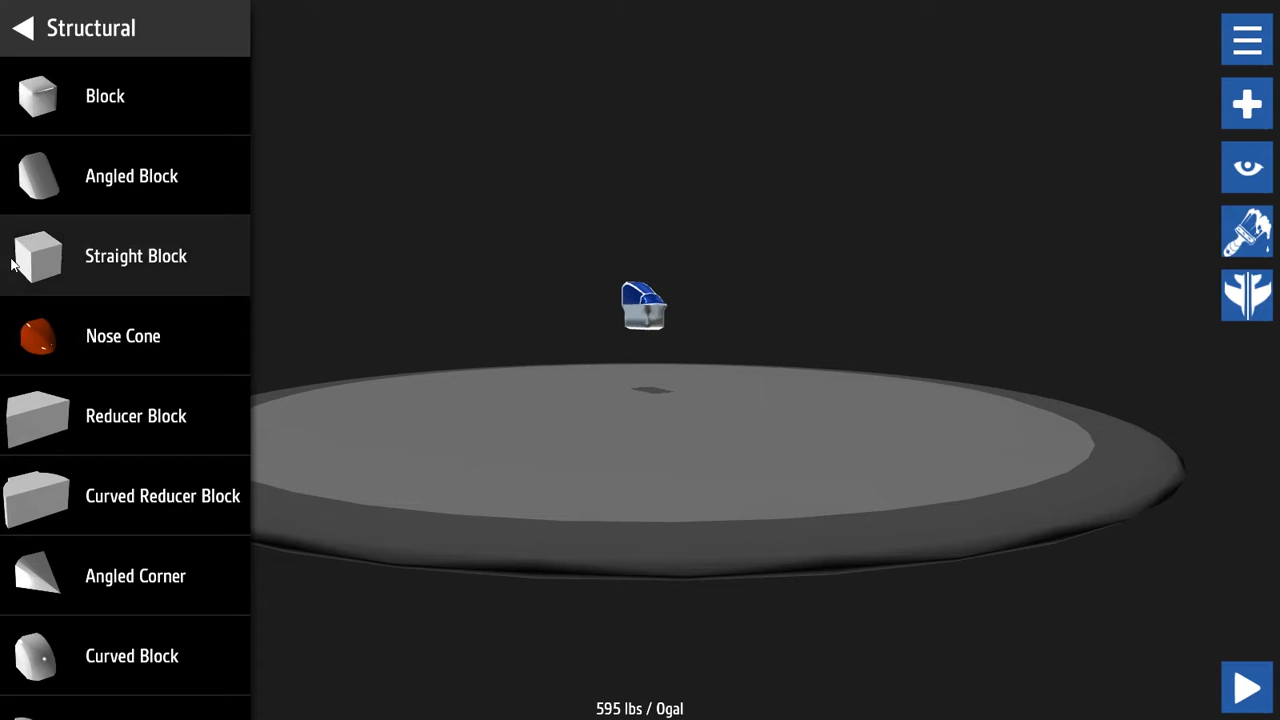 Structural
Block
Angled Block
Straight Block
Nose Cone
Reducer Block
Curved Reducer Block
Angled Corner
Curved Block
595 lbs / 0gal